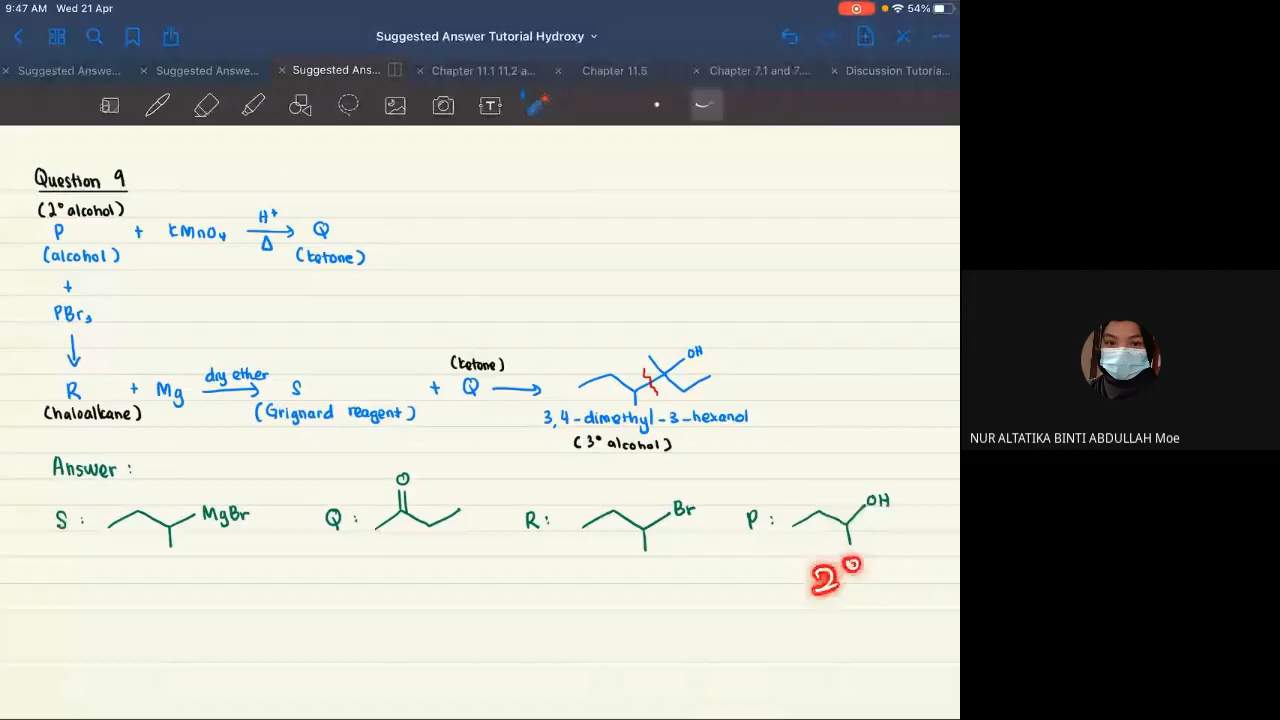 9:47 AM Wed 21 Apr
54%
Suggested Answer Tutorial Hydroxy
Suggested Answe...
Suggested Answe...
Suggested Ans...
Chapter 11.1 11.2 a...
Chapter 11.5
Chapter 7.1 and 7....
Discussion Tutoria...
Question 9
(2° alcohol)
P + KMnO4 H+ Δ → Q
(alcohol) (ketone)
+
PBr3
↓
R + Mg dry ether → S + Q (ketone) → OH
(haloalkane) (Grignard reagent) 3,4-dimethyl-3-hexanol
(3° alcohol)
Answer :
S : MgBr Q : O R : Br P : OH
2°
NUR ALTATIKA BINTI ABDULLAH Moe